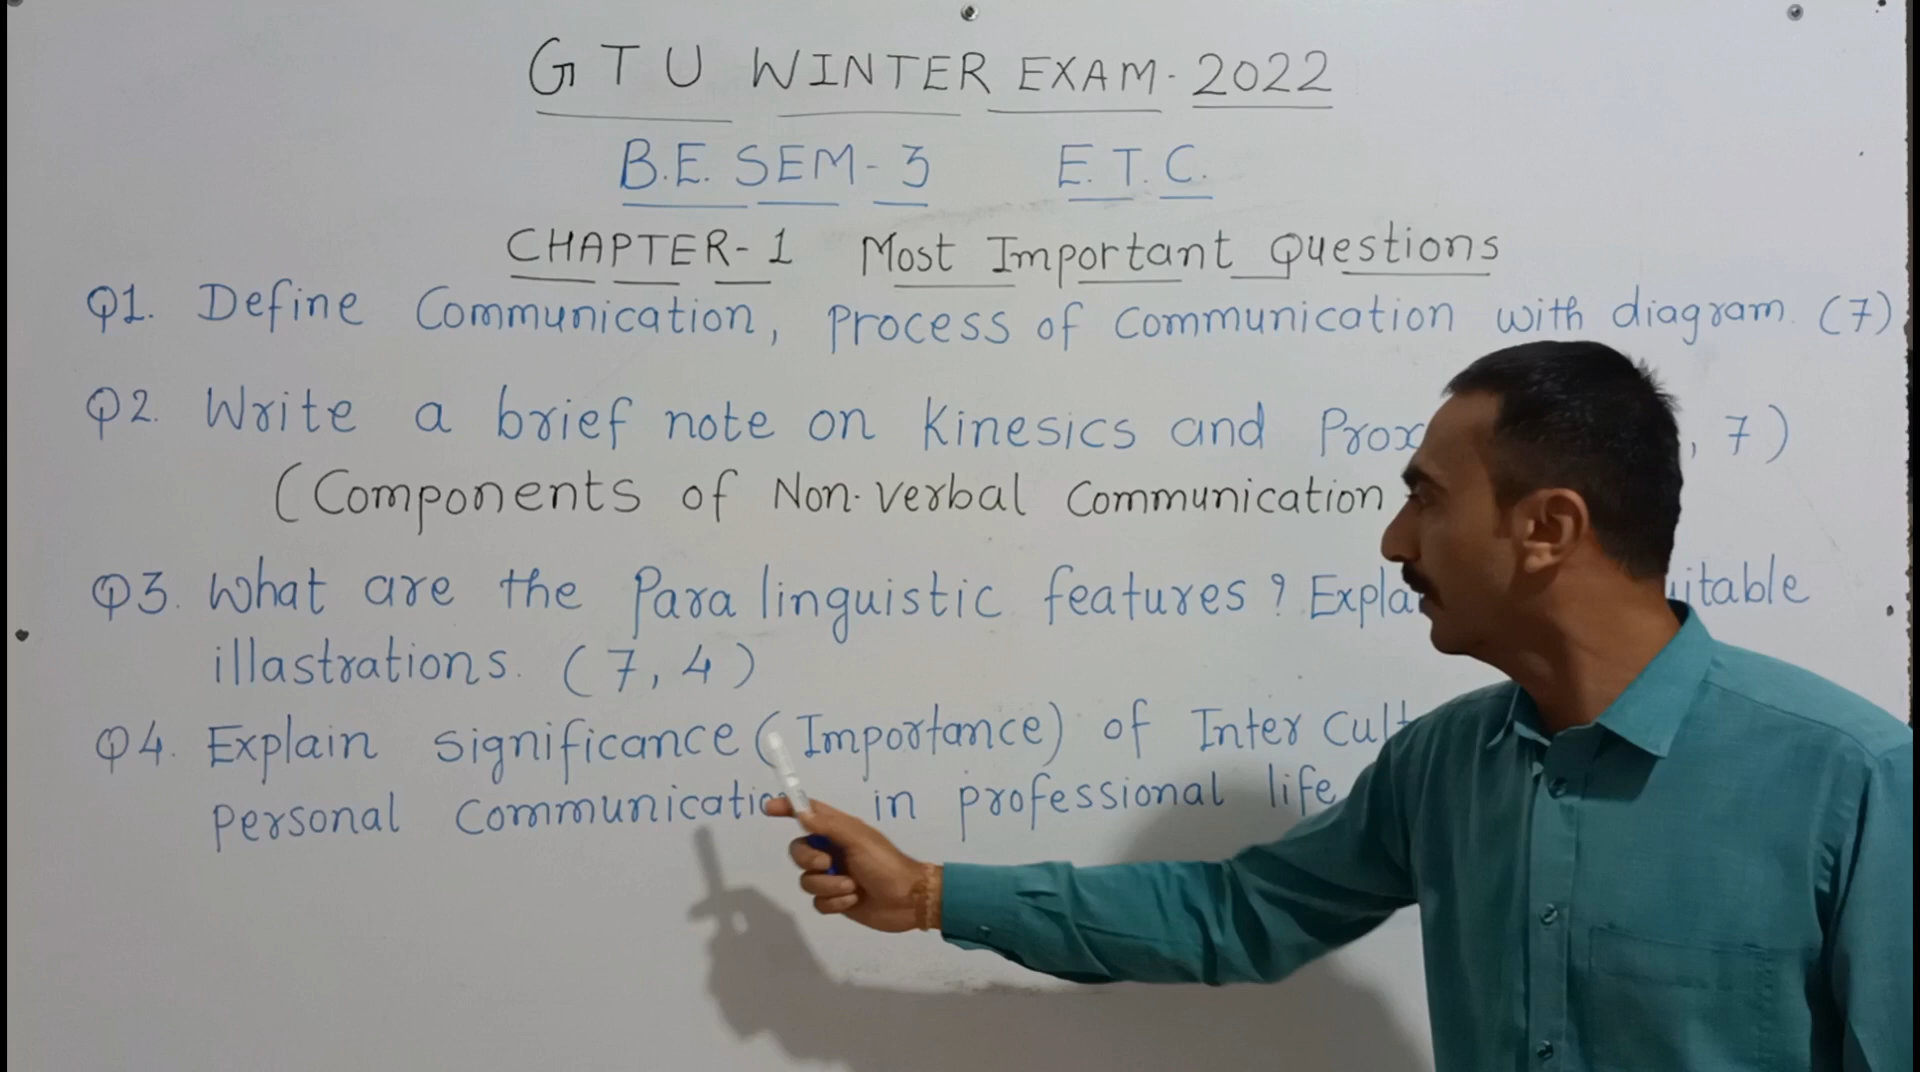 GTU WINTER EXAM-2022
B.E. SEM-3 E.T.C.
CHAPTER-1 Most Important Questions
Q1. Define Communication, process of communication with diagram. (7)
Q2. Write a brief note on Kinesics and , 7)
(Components of Non-verbal Communication
Q3. What are the Para linguistic features?
illastrations. (7, 4)
Q4. Explain significance (Importance) of Inter
personal communication in professional life